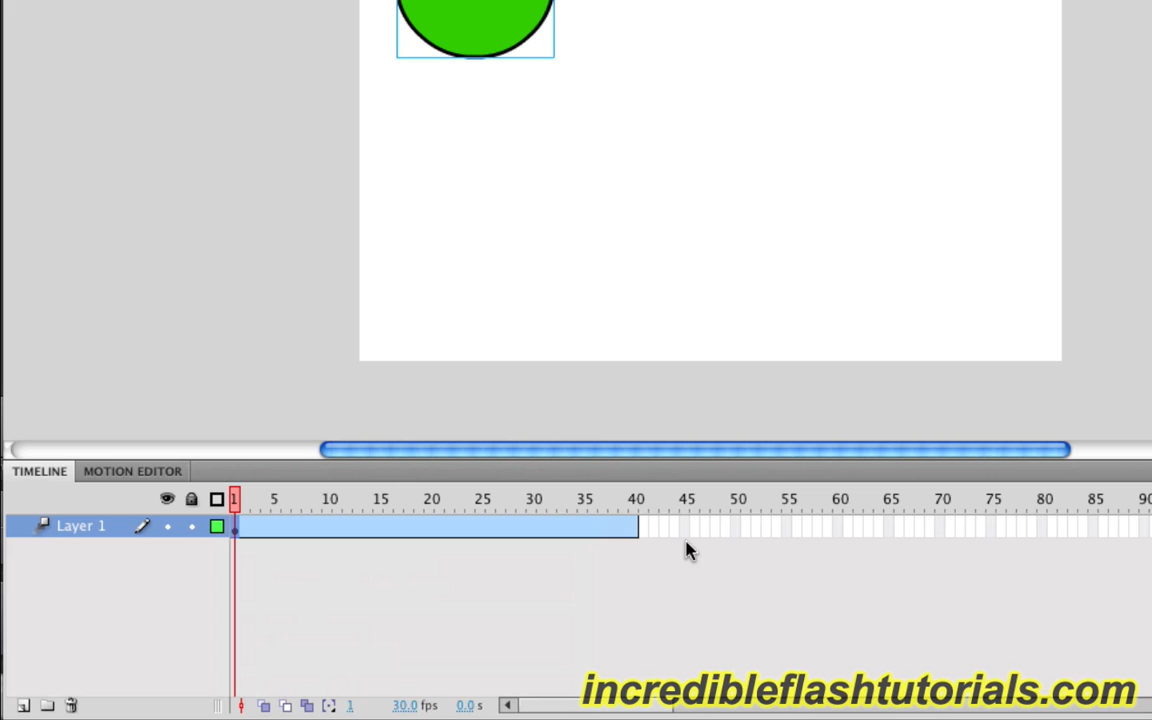 TIMELINE MOTION EDITOR
1 5 10 15 20 25 30 35 40 45 50 55 60 65 70 75 80 85 90
Layer 1
1 30.0 fps 0.0 s
incredibleflashtutorials.com